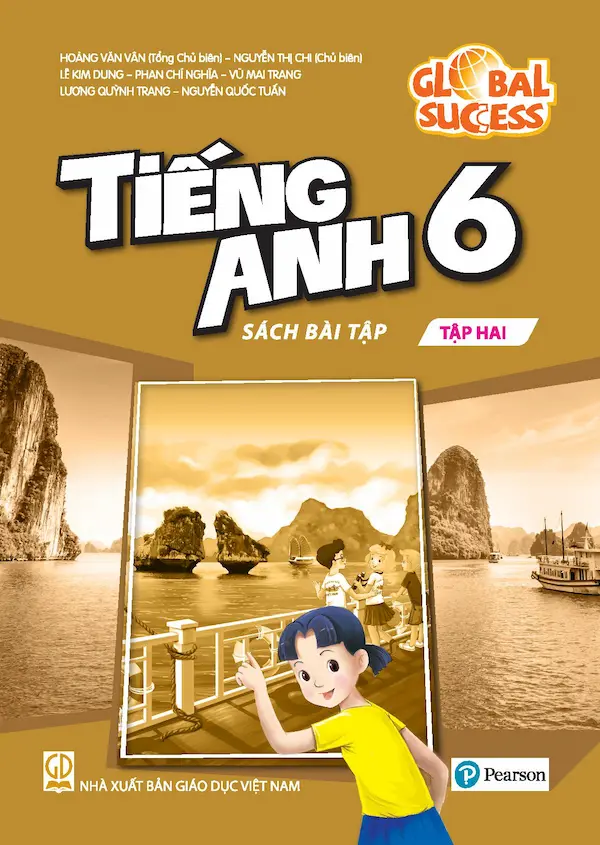 HOÀNG VĂN VÂN (Tổng Chủ biên) – NGUYỄN THỊ CHI (Chủ biên)
LÊ KIM DUNG – PHAN CHÍ NGHĨA – VŨ MAI TRANG
LƯƠNG QUỲNH TRANG – NGUYỄN QUỐC TUẤN
GLOBAL
SUCCESS
TIẾNG
ANH 6
SÁCH BÀI TẬP
TẬP HAI
GD
NHÀ XUẤT BẢN GIÁO DỤC VIỆT NAM
P Pearson